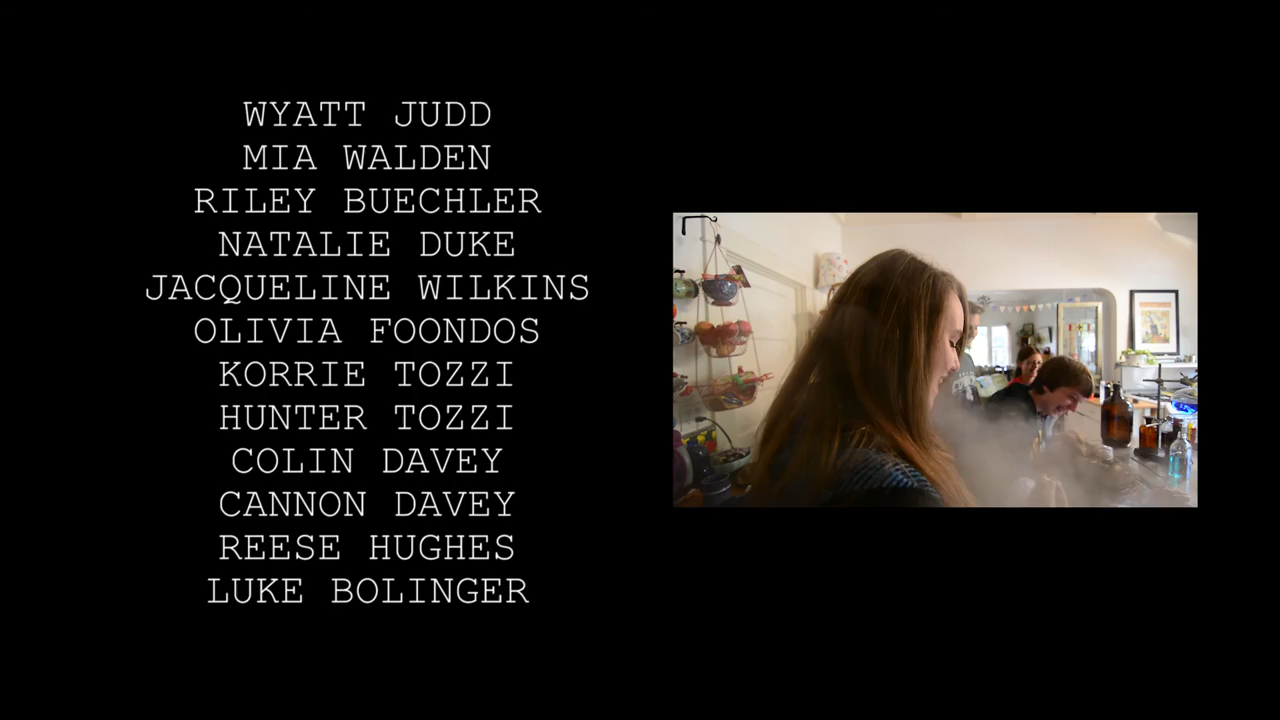 WYATT JUDD
MIA WALDEN
RILEY BUECHLER
NATALIE DUKE
JACQUELINE WILKINS
OLIVIA FOONDOS
KORRIE TOZZI
HUNTER TOZZI
COLIN DAVEY
CANNON DAVEY
REESE HUGHES
LUKE BOLINGER